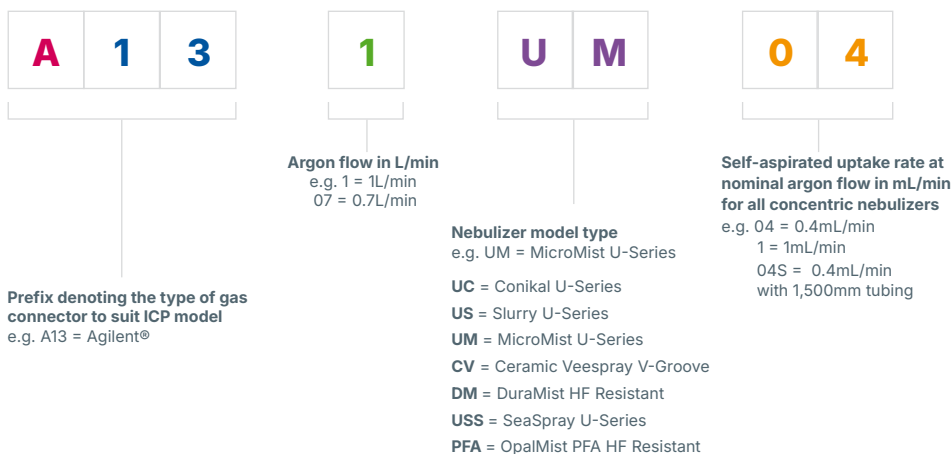 A 1 3 1 U M 0 4
Argon flow in L/min
e.g. 1 = 1L/min
07 = 0.7L/min
Self-aspirated uptake rate at
nominal argon flow in mL/min
for all concentric nebulizers
e.g. 04 = 0.4mL/min
1 = 1mL/min
04S = 0.4mL/min
with 1,500mm tubing
Nebulizer model type
e.g. UM = MicroMist U-Series
UC = Conikal U-Series
US = Slurry U-Series
UM = MicroMist U-Series
CV = Ceramic Veespray V-Groove
DM = DuraMist HF Resistant
USS = SeaSpray U-Series
PFA = OpalMist PFA HF Resistant
Prefix denoting the type of gas
connector to suit ICP model
e.g. A13 = Agilent®